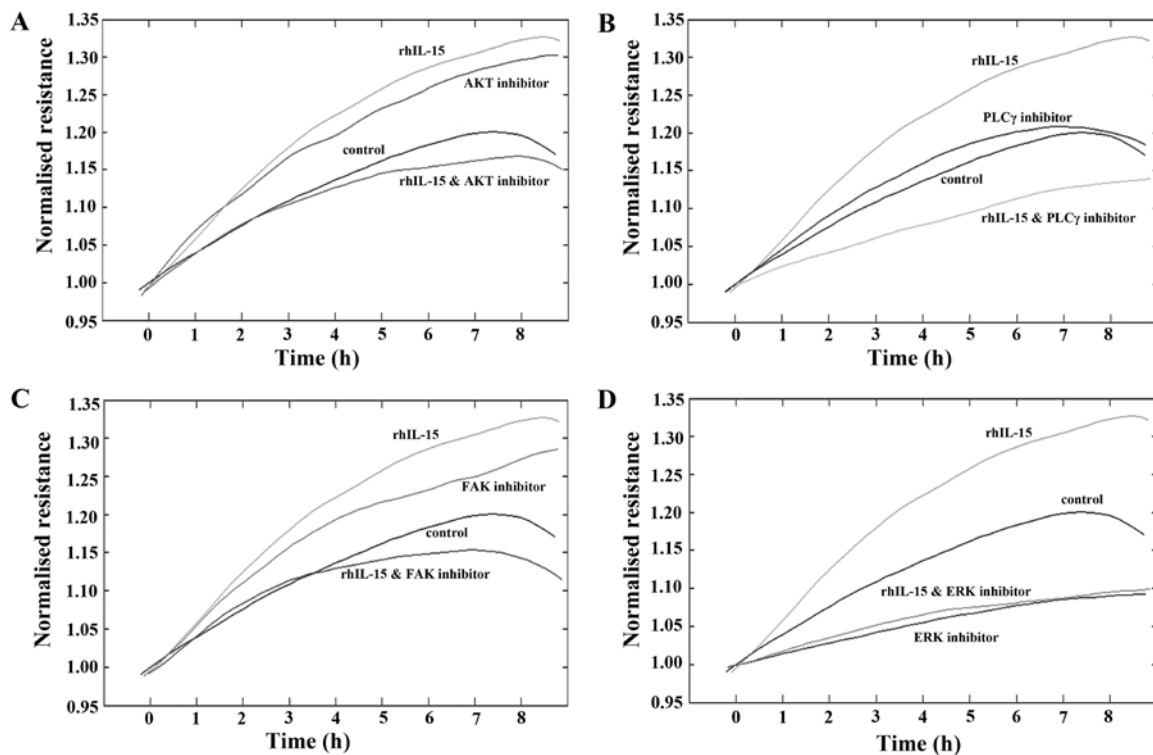 A
Normalised resistance
1.35
1.30
1.25
1.20
1.15
1.10
1.05
1.00
0.95
rhIL-15
AKT inhibitor
control
rhIL-15 & AKT inhibitor
0 1 2 3 4 5 6 7 8
Time (h)
B
Normalised resistance
1.35
1.30
1.25
1.20
1.15
1.10
1.05
1.00
0.95
rhIL-15
PLCγ inhibitor
control
rhIL-15 & PLCγ inhibitor
0 1 2 3 4 5 6 7 8
Time (h)
C
Normalised resistance
1.35
1.30
1.25
1.20
1.15
1.10
1.05
1.00
0.95
rhIL-15
FAK inhibitor
control
rhIL-15 & FAK inhibitor
0 1 2 3 4 5 6 7 8
Time (h)
D
Normalised resistance
1.35
1.30
1.25
1.20
1.15
1.10
1.05
1.00
0.95
rhIL-15
control
rhIL-15 & ERK inhibitor
ERK inhibitor
0 1 2 3 4 5 6 7 8
Time (h)